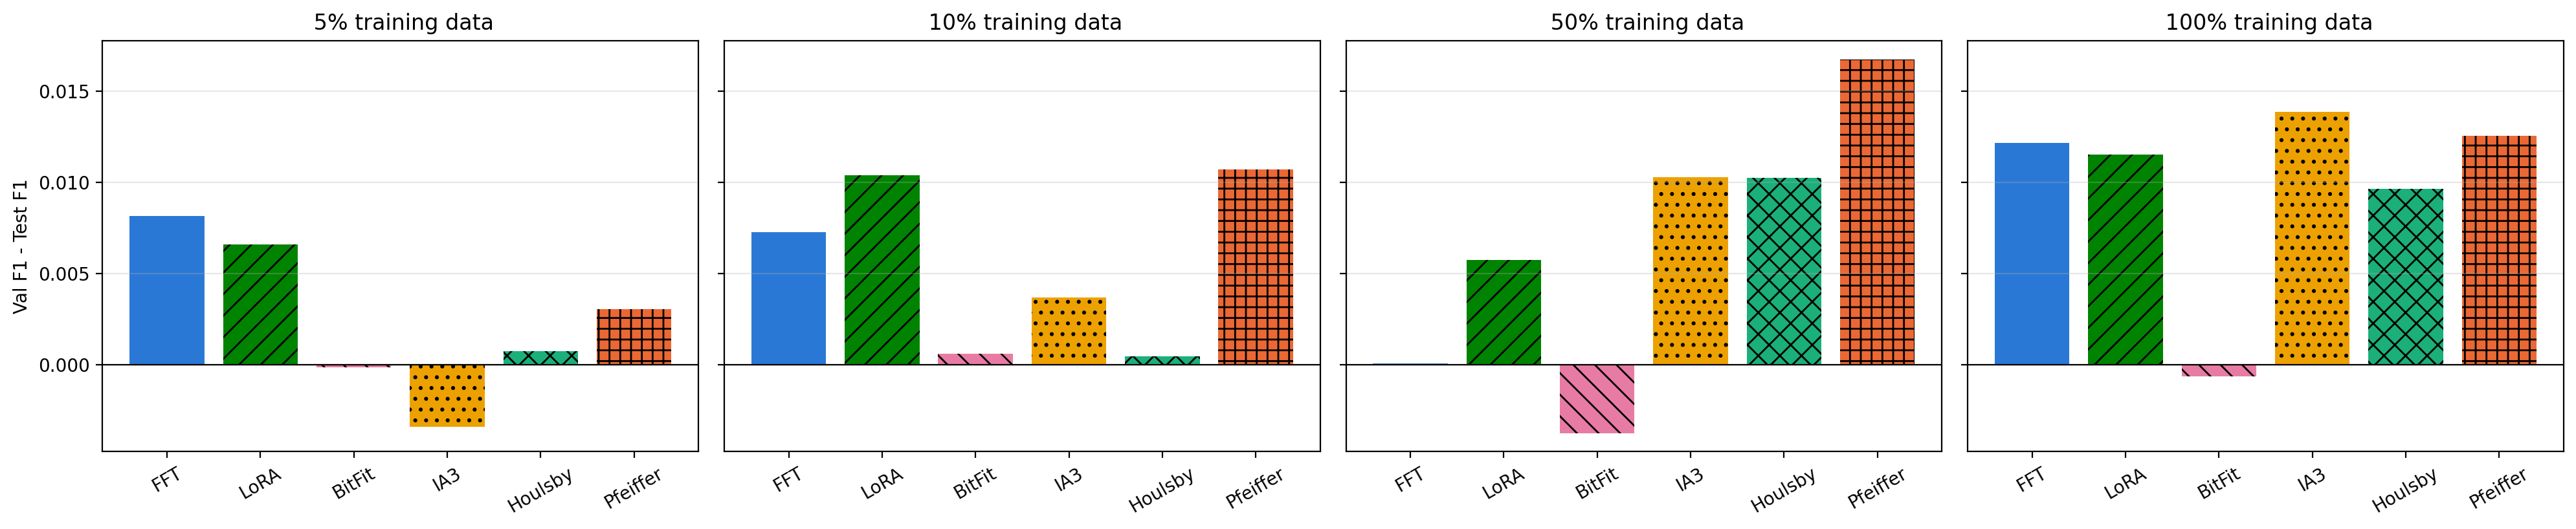 5% training data
10% training data
50% training data
100% training data
Val F1 - Test F1
0.015
0.010
0.005
0.000
FFT LoRA BitFit IA3 Houlsby Pfeiffer
FFT LoRA BitFit IA3 Houlsby Pfeiffer
FFT LoRA BitFit IA3 Houlsby Pfeiffer
FFT LoRA BitFit IA3 Houlsby Pfeiffer